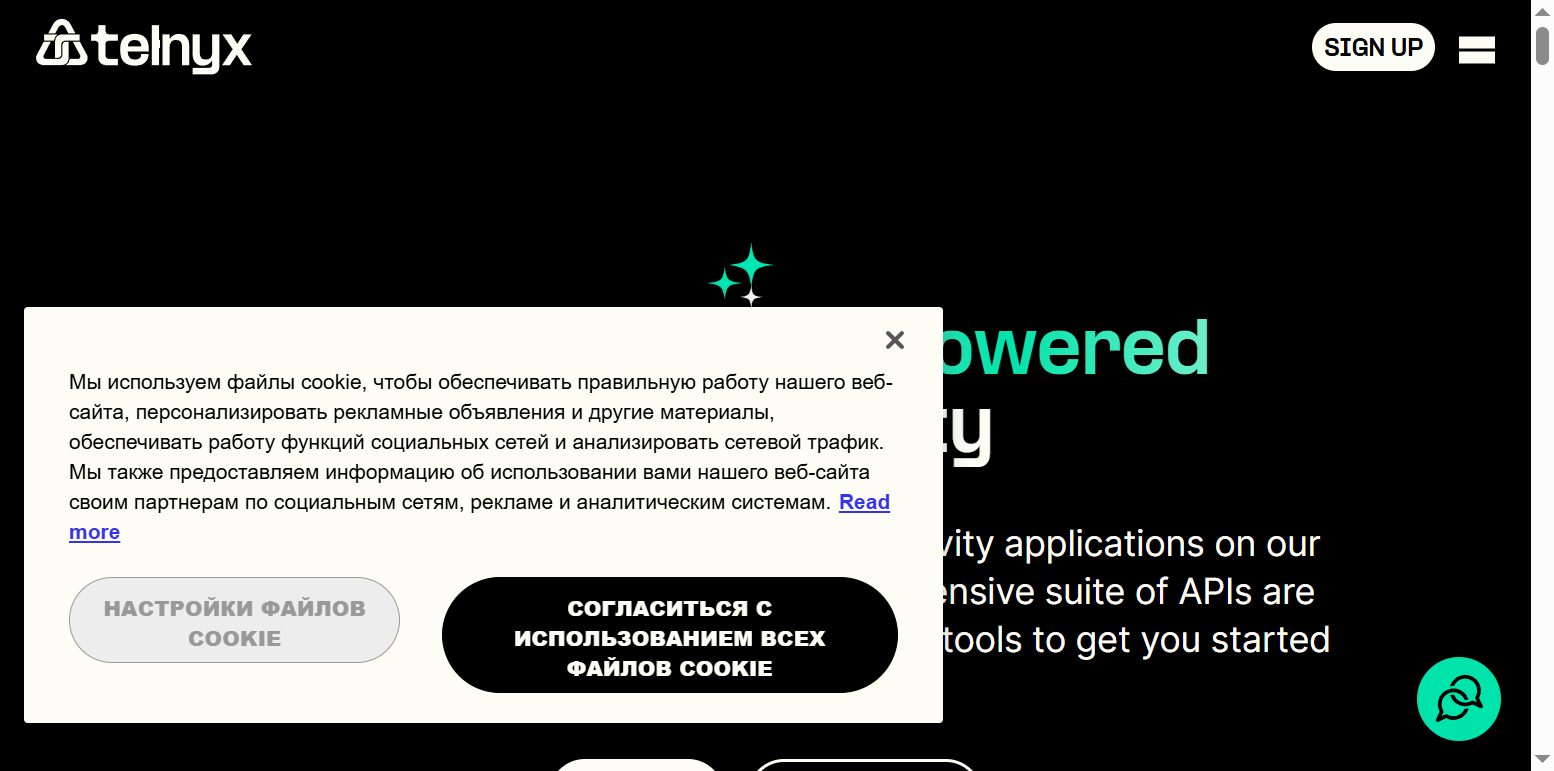 telnyx
SIGN UP
owered
ty
Мы используем файлы cookie, чтобы обеспечивать правильную работу нашего веб-
сайта, персонализировать рекламные объявления и другие материалы,
обеспечивать работу функций социальных сетей и анализировать сетевой трафик.
Мы также предоставляем информацию об использовании вами нашего веб-сайта
своим партнерам по социальным сетям, рекламе и аналитическим системам. Read
more
vity applications on our
ensive suite of APIs are
tools to get you started
НАСТРОЙКИ ФАЙЛОВ
COOKIE
СОГЛАСИТЬСЯ С
ИСПОЛЬЗОВАНИЕМ ВСЕХ
ФАЙЛОВ COOKIE